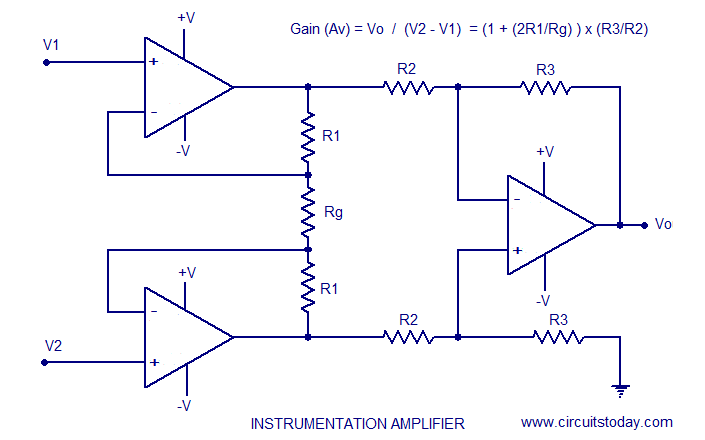 +V
Gain (Av) = Vo / (V2 - V1) = (1 + (2R1/Rg) ) x (R3/R2)
V1
+
-
-V
R2
R3
R1
+V
Rg
-
+
Vo
+V
R1
-V
-
V2
+
R2
R3
-V
INSTRUMENTATION AMPLIFIER
www.circuitstoday.com